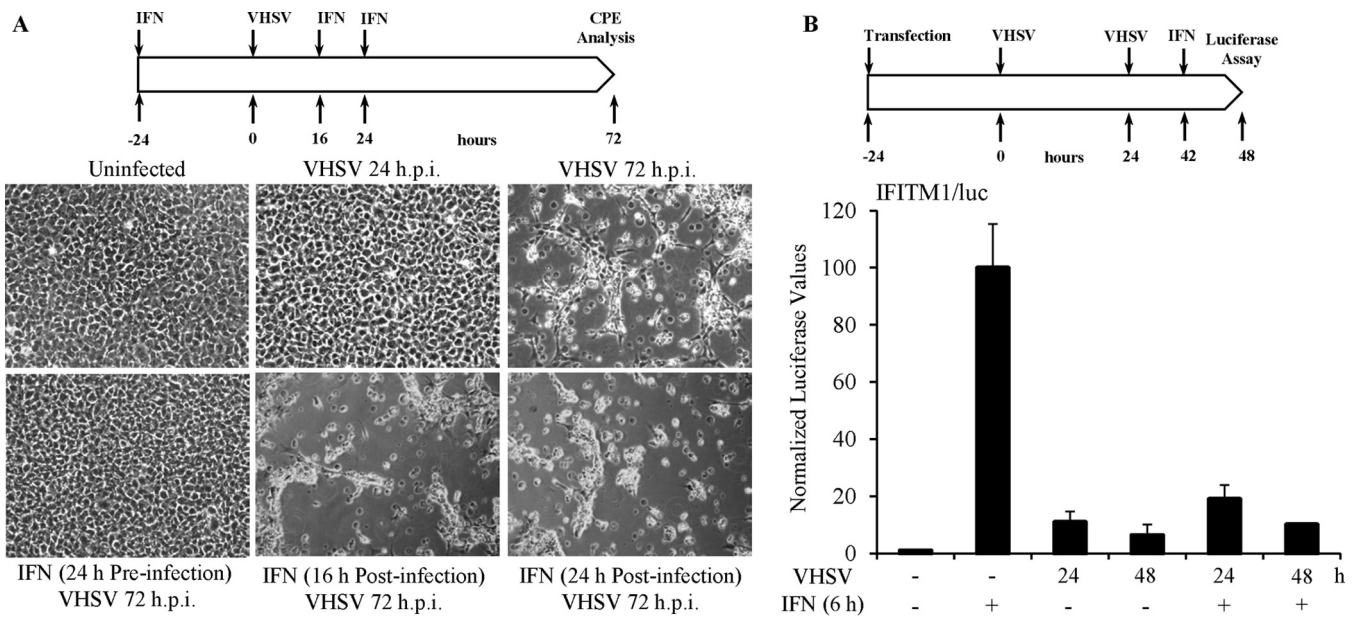 A
IFN VHSV IFN IFN CPE
Analysis
-24 0 16 24 hours 72
Uninfected VHSV 24 h.p.i. VHSV 72 h.p.i.
IFN (24 h Pre-infection) IFN (16 h Post-infection) IFN (24 h Post-infection)
VHSV 72 h.p.i. VHSV 72 h.p.i. VHSV 72 h.p.i.
B
Transfection VHSV VHSV IFN Luciferase
Assay
-24 0 hours 24 42 48
IFITM1/luc
Normalized Luciferase Values
120
100
80
60
40
20
0
VHSV - - 24 48 24 48 h
IFN (6 h) - + - - + +